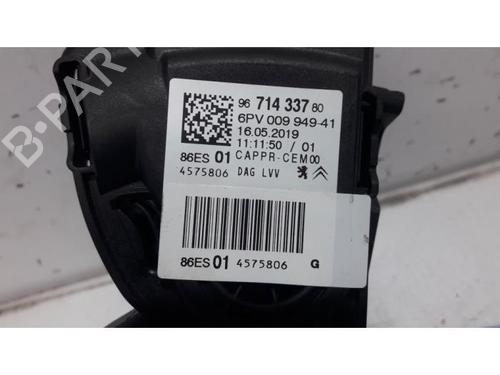 96 714 337 80
6PV 009 949-41
16.05.2019
11:11:50 / 01
86ES 01 CAPPR-CEM00
4575806 DAG LVV
86ES 01 4575806 G
B-PARTS